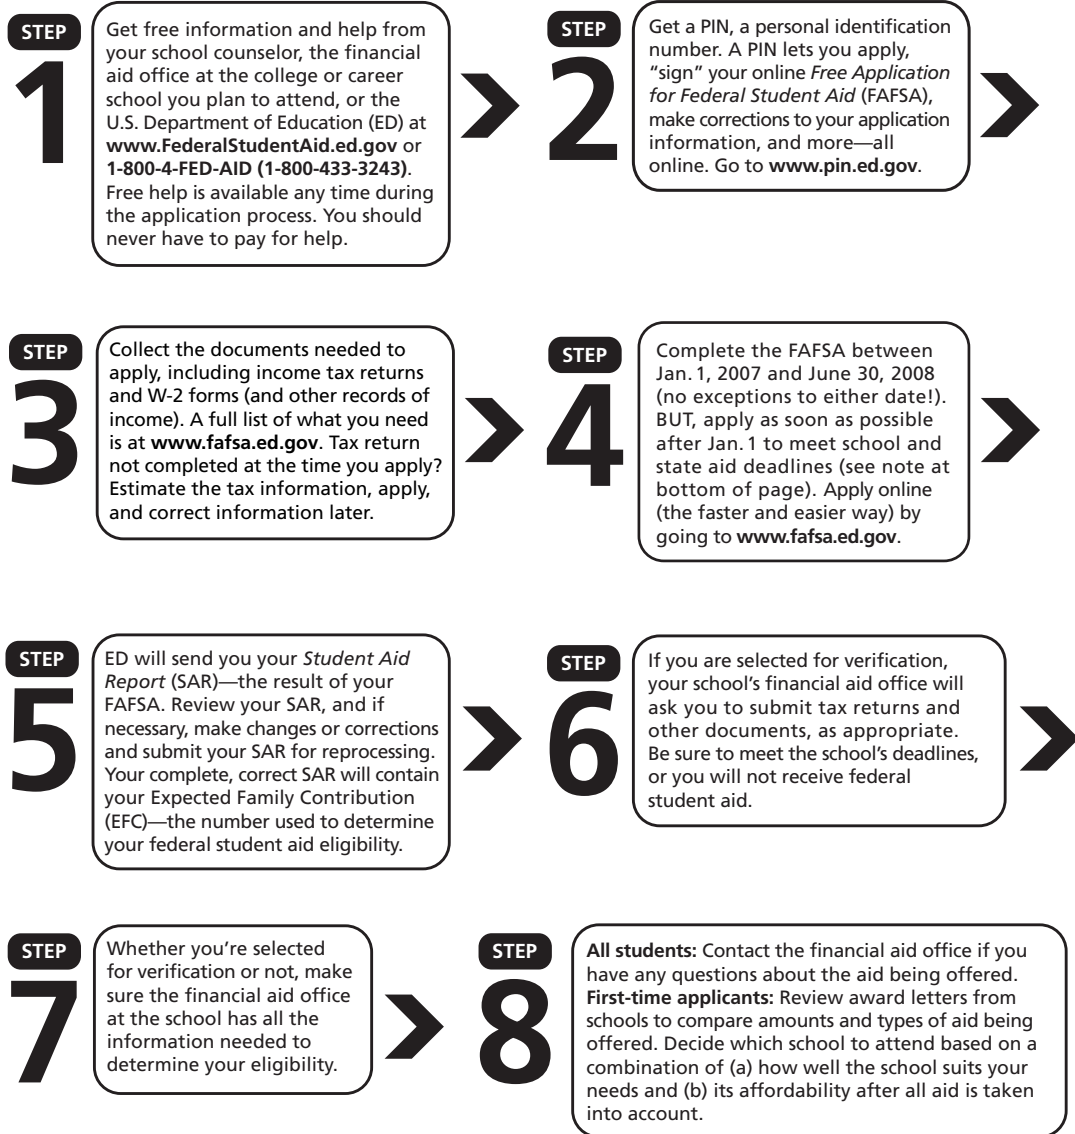 STEP
1
Get free information and help from
your school counselor, the financial
aid office at the college or career
school you plan to attend, or the
U.S. Department of Education (ED) at
www.FederalStudentAid.ed.gov or
1-800-4-FED-AID (1-800-433-3243).
Free help is available any time during
the application process. You should
never have to pay for help.
STEP
2
Get a PIN, a personal identification
number. A PIN lets you apply,
“sign” your online Free Application
for Federal Student Aid (FAFSA),
make corrections to your application
information, and more—all
online. Go to www.pin.ed.gov.
STEP
3
Collect the documents needed to
apply, including income tax returns
and W-2 forms (and other records of
income). A full list of what you need
is at www.fafsa.ed.gov. Tax return
not completed at the time you apply?
Estimate the tax information, apply,
and correct information later.
STEP
4
Complete the FAFSA between
Jan. 1, 2007 and June 30, 2008
(no exceptions to either date!).
BUT, apply as soon as possible
after Jan. 1 to meet school and
state aid deadlines (see note at
bottom of page). Apply online
(the faster and easier way) by
going to www.fafsa.ed.gov.
STEP
5
ED will send you your Student Aid
Report (SAR)—the result of your
FAFSA. Review your SAR, and if
necessary, make changes or corrections
and submit your SAR for reprocessing.
Your complete, correct SAR will contain
your Expected Family Contribution
(EFC)—the number used to determine
your federal student aid eligibility.
STEP
6
If you are selected for verification,
your school’s financial aid office will
ask you to submit tax returns and
other documents, as appropriate.
Be sure to meet the school’s deadlines,
or you will not receive federal
student aid.
STEP
7
Whether you’re selected
for verification or not, make
sure the financial aid office
at the school has all the
information needed to
determine your eligibility.
STEP
8
All students: Contact the financial aid office if you
have any questions about the aid being offered.
First-time applicants: Review award letters from
schools to compare amounts and types of aid being
offered. Decide which school to attend based on a
combination of (a) how well the school suits your
needs and (b) its affordability after all aid is taken
into account.